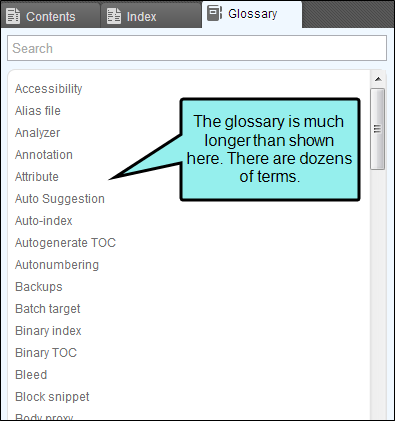 Contents Index Glossary
Search
Accessibility
Alias file
Analyzer
Annotation
Attribute
Auto Suggestion
Auto-index
Autogenerate TOC
Autonumbering
Backups
Batch target
Binary index
Binary TOC
Bleed
Block snippet
Body proxy
The glossary is much
longer than shown
here. There are dozens
of terms.